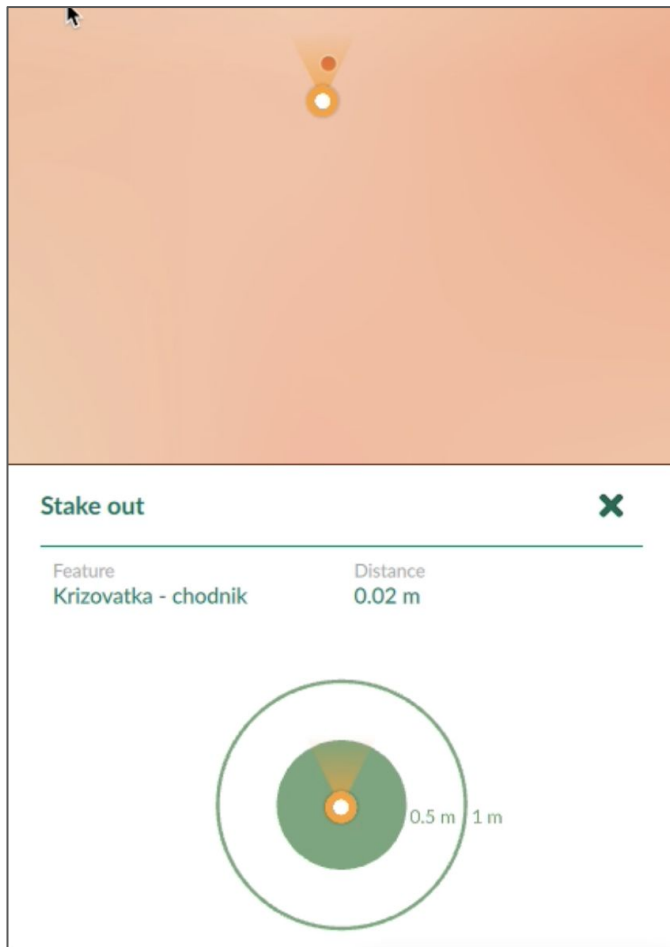 Stake out
Feature
Distance
Krizovatka - chodnik
0.02 m
0.5 m
1 m